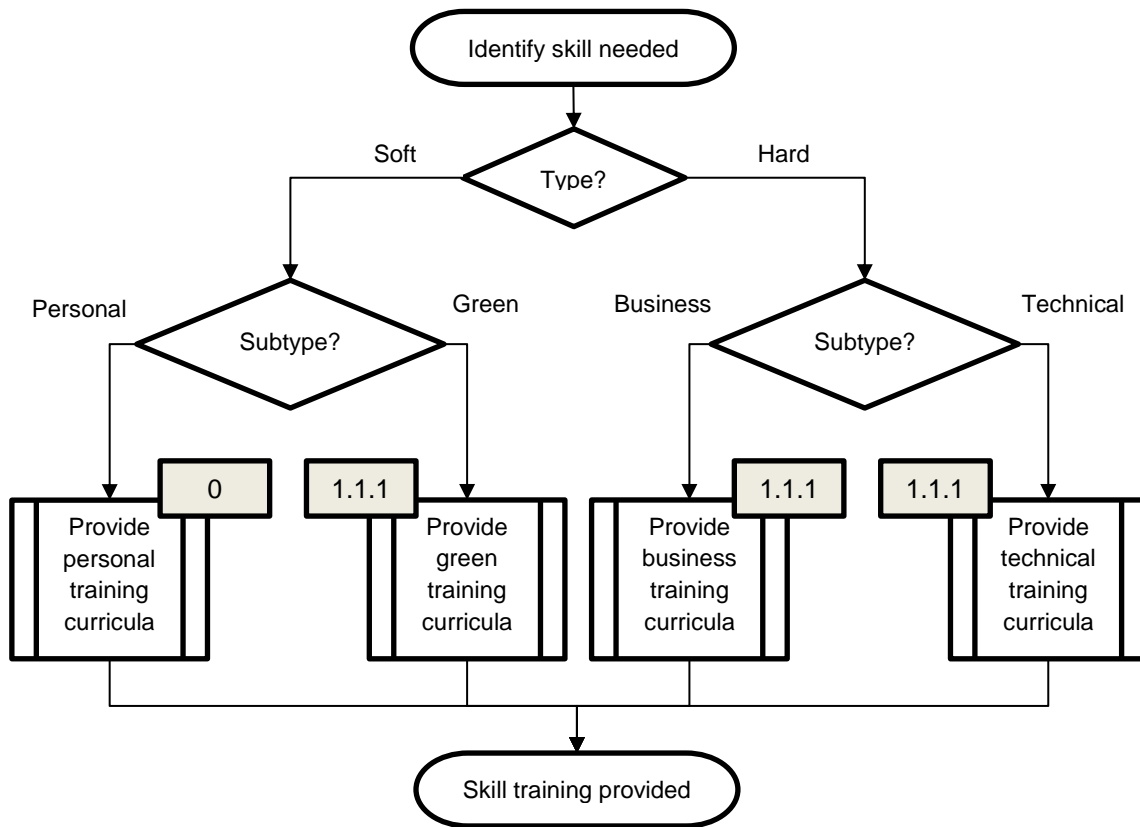 Identify skill needed
Soft
Hard
Type?
Personal
Green
Business
Technical
Subtype?
Subtype?
0
1.1.1
1.1.1
1.1.1
Provide
personal
training
curricula
Provide
green
training
curricula
Provide
business
training
curricula
Provide
technical
training
curricula
Skill training provided